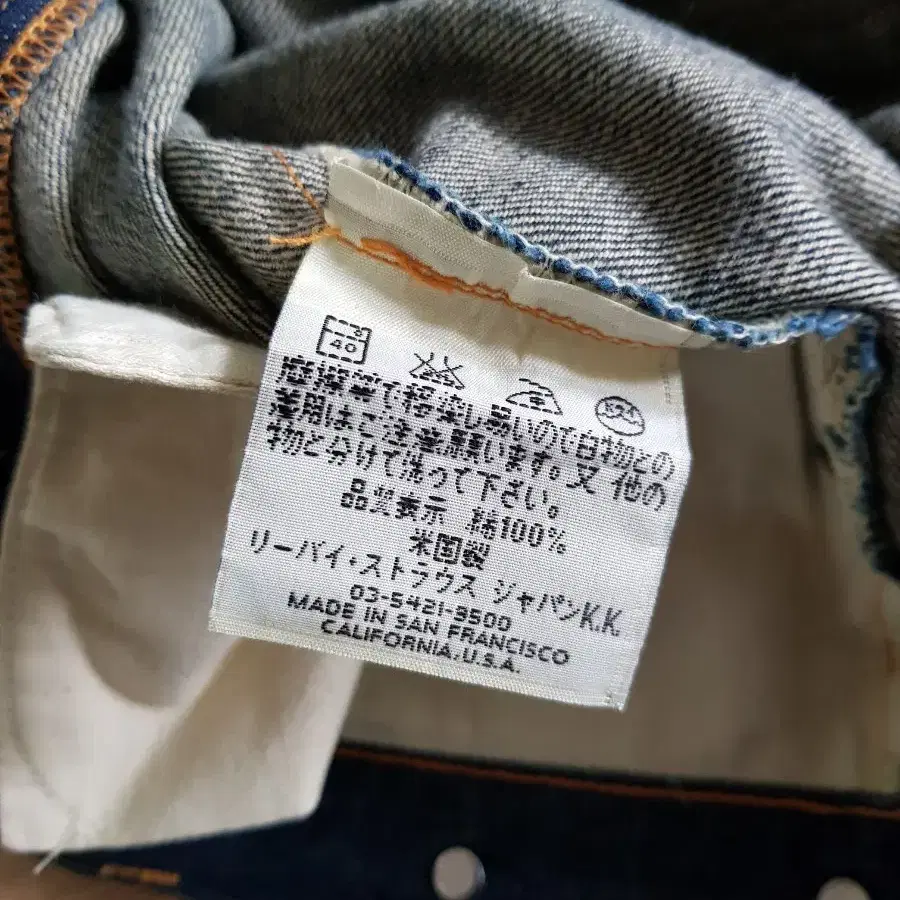 40
524
摩擦等で移染し易いので白物との
着用はご注意願います。又 他の
物と分けて洗って下さい。
品質表示 綿100%
米国製
リーバイ・ストラウス ジャパンK.K.
03-5421-3500
MADE IN SAN FRANCISCO
CALIFORNIA.U.S.A.